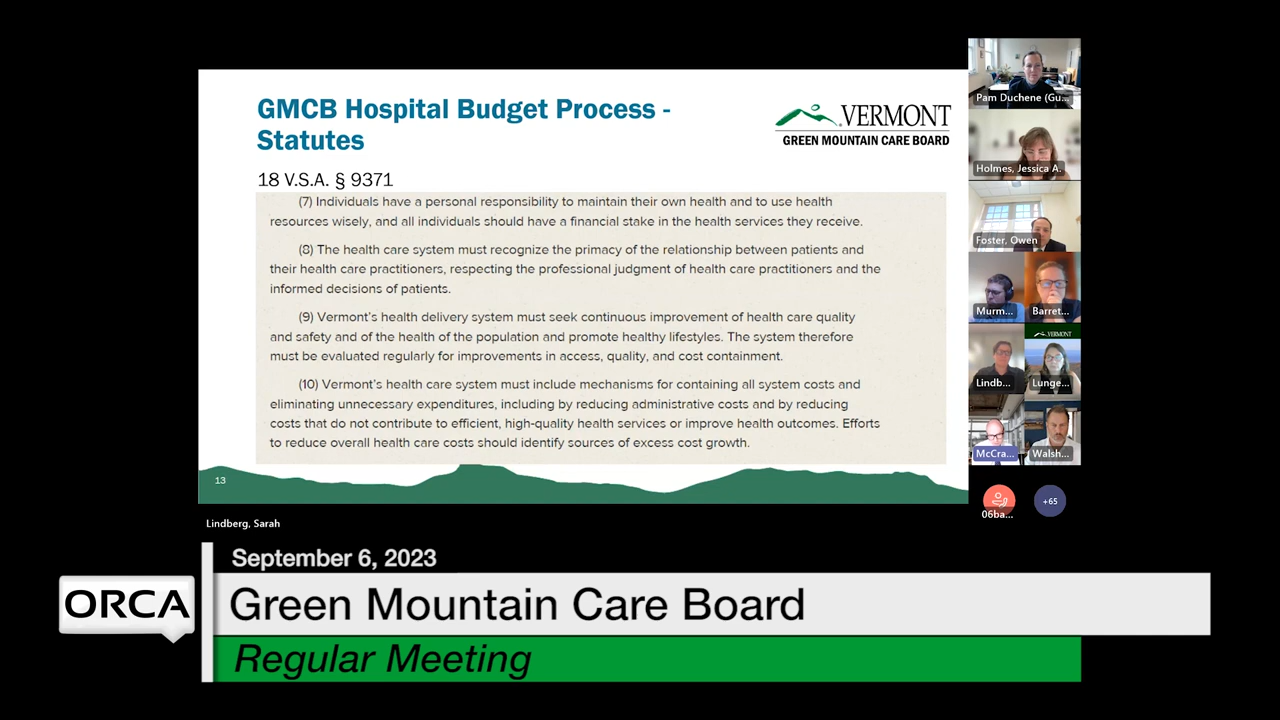 GMCB Hospital Budget Process -
Statutes
VERMONT
GREEN MOUNTAIN CARE BOARD
18 V.S.A. § 9371
(7) Individuals have a personal responsibility to maintain their own health and to use health
resources wisely, and all individuals should have a financial stake in the health services they receive.
(8) The health care system must recognize the primacy of the relationship between patients and
their health care practitioners, respecting the professional judgment of health care practitioners and the
informed decisions of patients.
(9) Vermont's health delivery system must seek continuous improvement of health care quality
and safety and of the health of the population and promote healthy lifestyles. The system therefore
must be evaluated regularly for improvements in access, quality, and cost containment.
(10) Vermont's health care system must include mechanisms for containing all system costs and
eliminating unnecessary expenditures, including by reducing administrative costs and by reducing
costs that do not contribute to efficient, high-quality health services or improve health outcomes. Efforts
to reduce overall health care costs should identify sources of excess cost growth.
13
Pam Duchene (Gu...
Holmes, Jessica A.
Foster, Owen
Murm...
Barret...
VERMONT
Lindb...
Lunge...
McCra...
Walsh...
06ba...
+65
Lindberg, Sarah
September 6, 2023
ORCA
Green Mountain Care Board
Regular Meeting